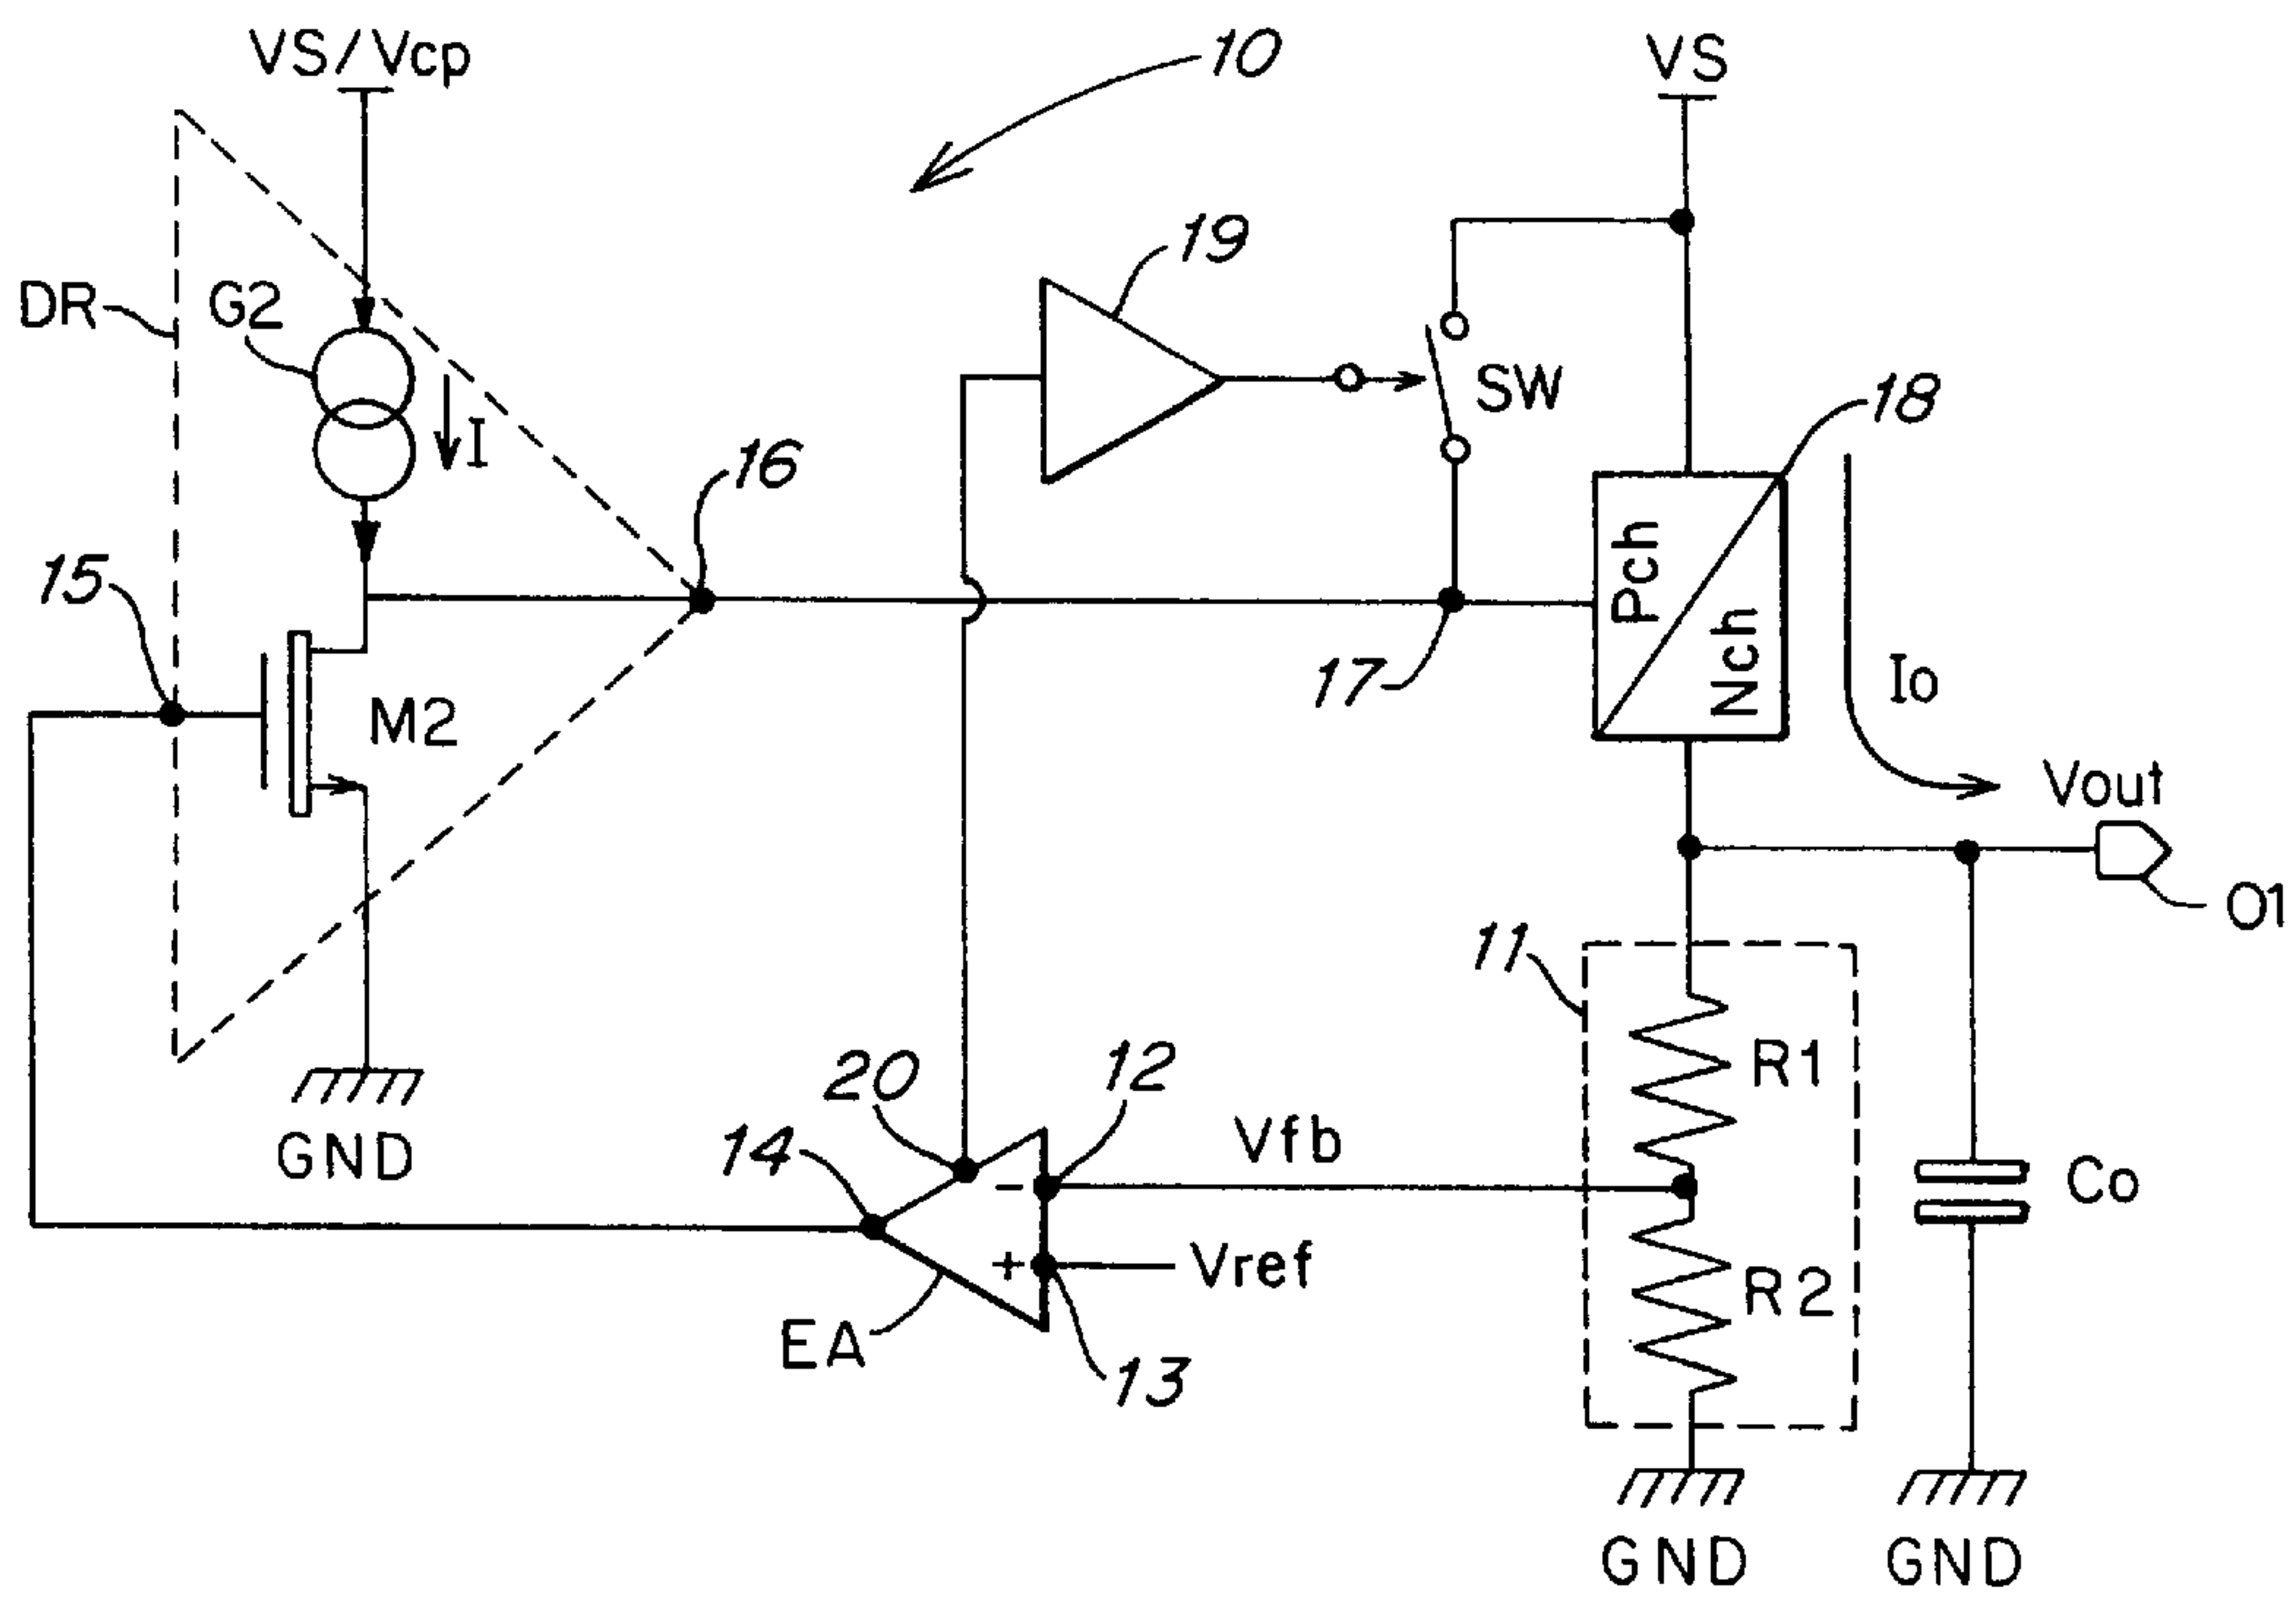 VS/Vcp
10
VS
19
DR
G2
I
SW
18
16
15
Pch
Nch
17
Io
M2
Vout
O1
11
20
12
R1
14
Vfb
GND
-
Co
+
Vref
R2
EA
13
GND
GND